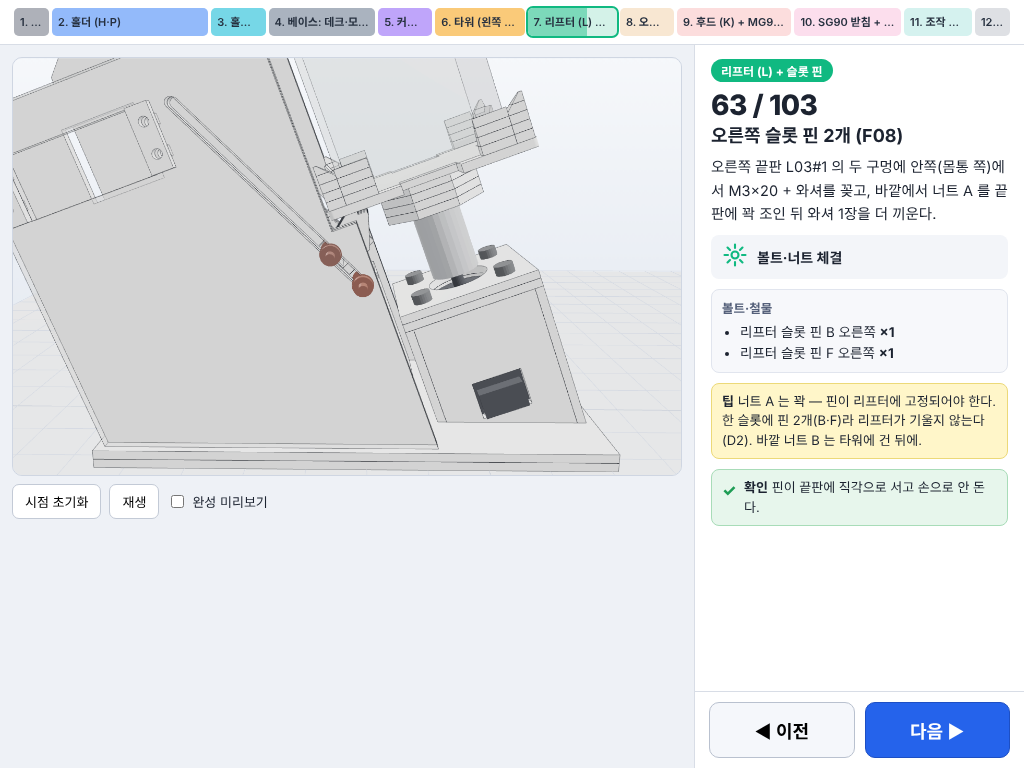 1. ...
2. 홀더 (H·P)
3. 홀...
4. 베이스: 데크·모...
5. 커...
6. 타워 (왼쪽 ...
7. 리프터 (L) ...
8. 오...
9. 후드 (K) + MG9...
10. SG90 받침 + ...
11. 조작 ...
12...
리프터 (L) + 슬롯 핀
63 / 103
오른쪽 슬롯 핀 2개 (F08)
오른쪽 끝판 L03#1 의 두 구멍에 안쪽(몸통 쪽)에
서 M3×20 + 와셔를 꽂고, 바깥에서 너트 A 를 끝
판에 꽉 조인 뒤 와셔 1장을 더 끼운다.
볼트·너트 체결
볼트·철물
• 리프터 슬롯 핀 B 오른쪽 ×1
• 리프터 슬롯 핀 F 오른쪽 ×1
팁 너트 A 는 꽉 — 핀이 리프터에 고정되어야 한다.
한 슬롯에 핀 2개(B·F)라 리프터가 기울지 않는다
(D2). 바깥 너트 B 는 타워에 건 뒤에.
✔ 확인 핀이 끝판에 직각으로 서고 손으로 안 돈
다.
시점 초기화
재생
완성 미리보기
◀ 이전
다음 ▶